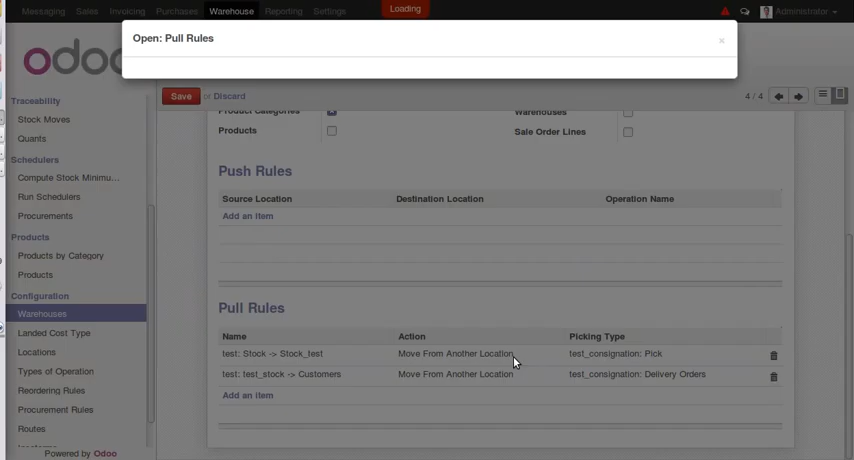 Messaging Sales Invoicing Purchases Warehouse Reporting Settings Loading Administrator
Open: Pull Rules ×
odoo
Save or Discard 4 / 4
Traceability
Stock Moves
Quants
Schedulers
Compute Stock Minimu...
Run Schedulers
Procurements
Products
Products by Category
Products
Configuration
Warehouses
Landed Cost Type
Locations
Types of Operation
Reordering Rules
Procurement Rules
Routes
Powered by Odoo
Product Categories Warehouses
Products Sale Order Lines
Push Rules
Source Location Destination Location Operation Name
Add an item
Pull Rules
Name Action Picking Type
test: Stock -> Stock_test Move From Another Location test_consignation: Pick
test: test_stock -> Customers Move From Another Location test_consignation: Delivery Orders
Add an item